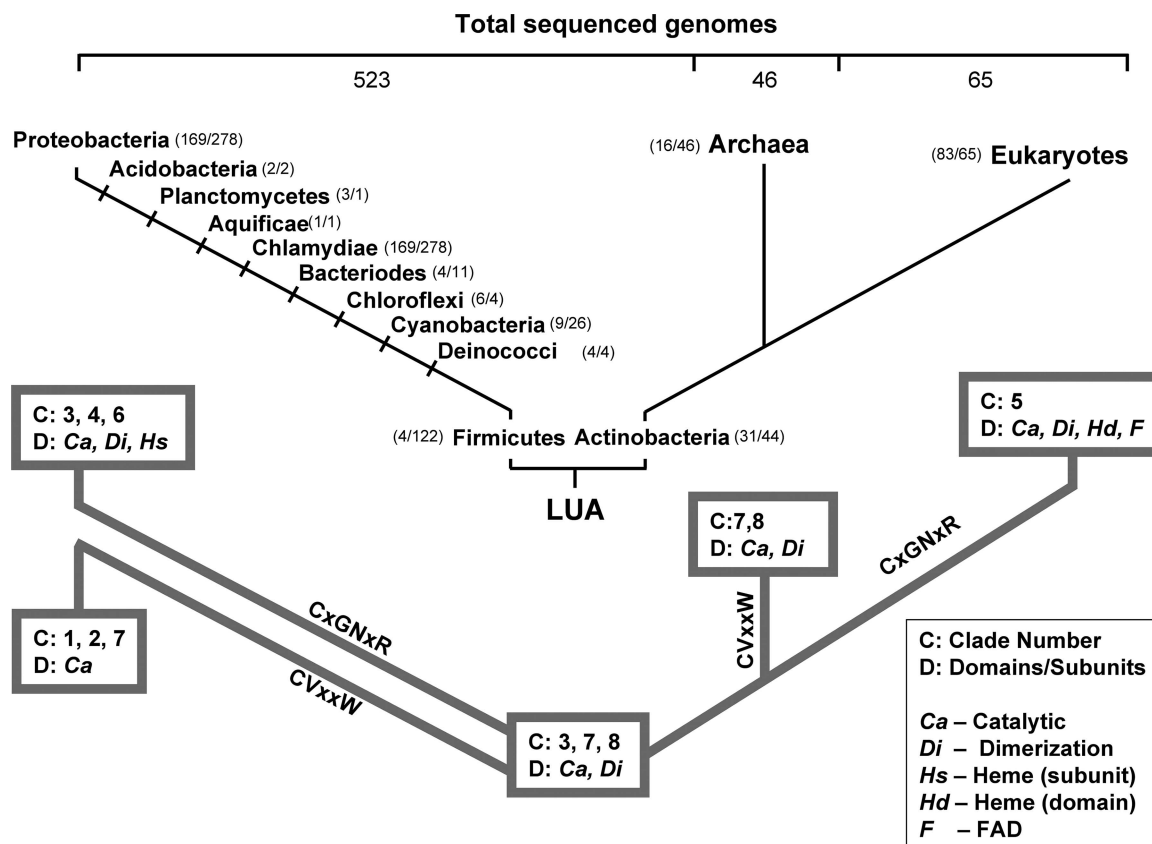 Total sequenced genomes
523 46 65
Proteobacteria (169/278)
(16/46) Archaea
(83/65) Eukaryotes
Acidobacteria (2/2)
Planctomycetes (3/1)
Aquificae (1/1)
Chlamydiae (169/278)
Bacteriodes (4/11)
Chloroflexi (6/4)
Cyanobacteria (9/26)
Deinococci (4/4)
(4/122) Firmicutes Actinobacteria (31/44)
LUA
C: 3, 4, 6
D: Ca, Di, Hs
C: 5
D: Ca, Di, Hd, F
C:7,8
D: Ca, Di
CxGNxR
CxGNxR
CVxxW
CVxxW
C: 1, 2, 7
D: Ca
C: 3, 7, 8
D: Ca, Di
C: Clade Number
D: Domains/Subunits
Ca – Catalytic
Di – Dimerization
Hs – Heme (subunit)
Hd – Heme (domain)
F – FAD